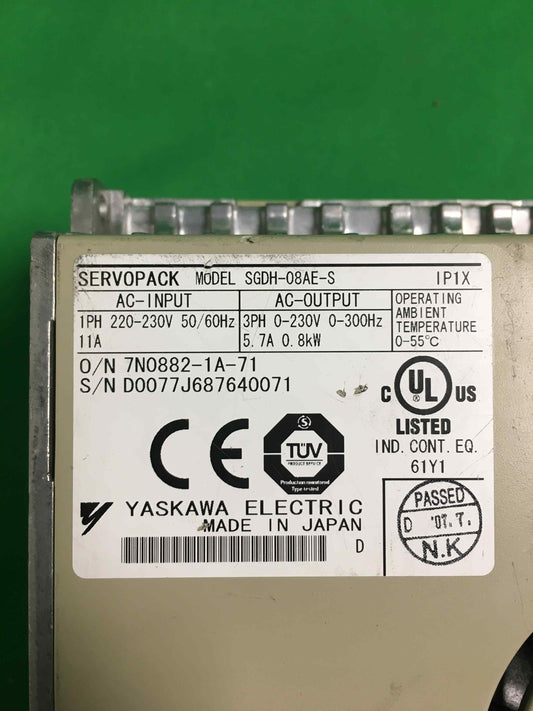 SERVOPACK MODEL SGDH-08AE-S IP1X
AC-INPUT AC-OUTPUT OPERATING AMBIENT TEMPERATURE 0-55°C
1PH 220-230V 50/60Hz 3PH 0-230V 0-300Hz
11A 5.7A 0.8kW
O/N 7N0882-1A-71
S/N D0077J687640071
C UL US
LISTED
IND. CONT. EQ.
61Y1
CE
S
TÜV
PRODUCT SERVICE
Production monitored
Type tested
YASKAWA ELECTRIC
MADE IN JAPAN
D
PASSED
D '07.7.
N.K